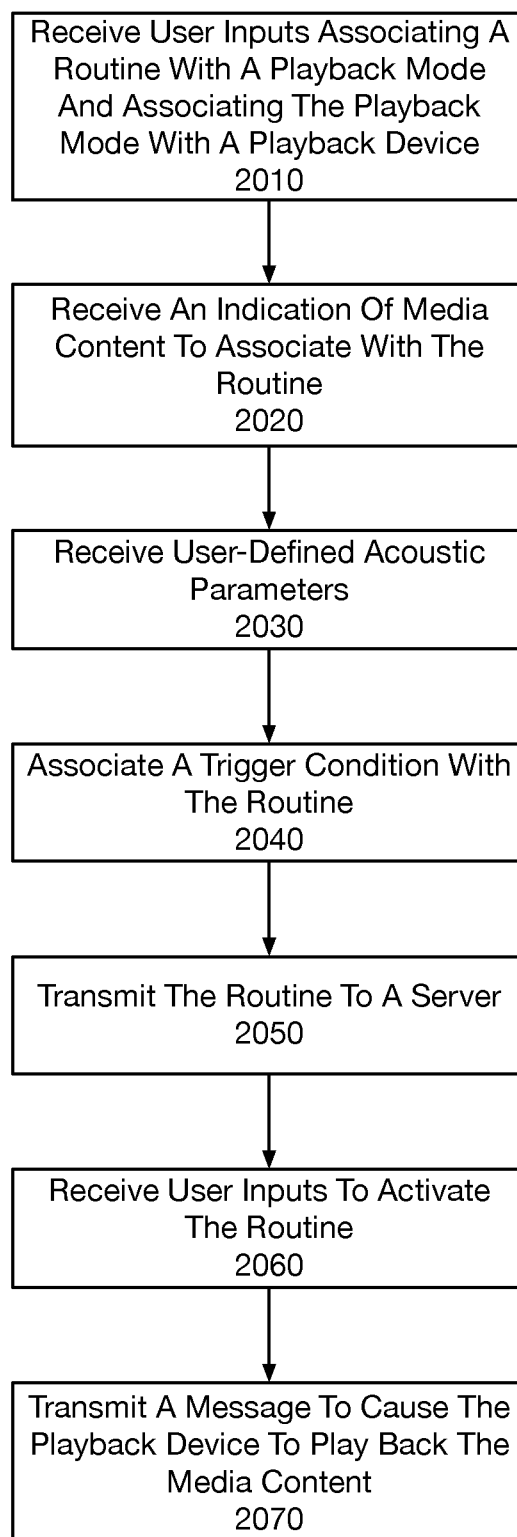 Receive User Inputs Associating A
Routine With A Playback Mode
And Associating The Playback
Mode With A Playback Device
2010
Receive An Indication Of Media
Content To Associate With The
Routine
2020
Receive User-Defined Acoustic
Parameters
2030
Associate A Trigger Condition With
The Routine
2040
Transmit The Routine To A Server
2050
Receive User Inputs To Activate
The Routine
2060
Transmit A Message To Cause The
Playback Device To Play Back The
Media Content
2070